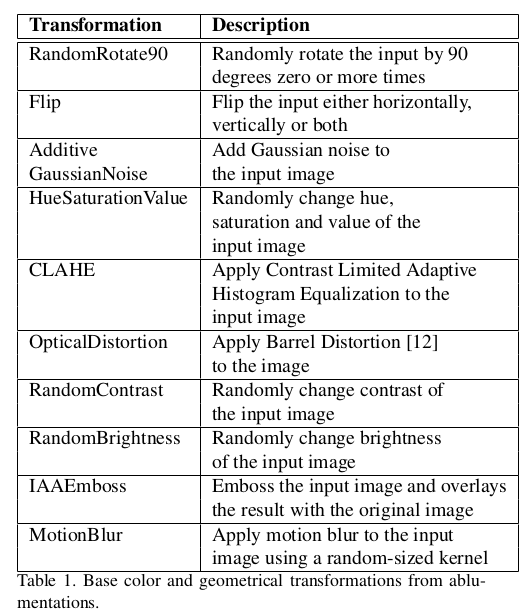 Transformation Description
RandomRotate90 Randomly rotate the input by 90
degrees zero or more times
Flip Flip the input either horizontally,
vertically or both
Additive Add Gaussian noise to
GaussianNoise the input image
HueSaturationValue Randomly change hue,
saturation and value of the
input image
CLAHE Apply Contrast Limited Adaptive
Histogram Equalization to the
input image
OpticalDistortion Apply Barrel Distortion [12]
to the image
RandomContrast Randomly change contrast of
the input image
RandomBrightness Randomly change brightness
of the input image
IAAEmboss Emboss the input image and overlays
the result with the original image
MotionBlur Apply motion blur to the input
image using a random-sized kernel
Table 1. Base color and geometrical transformations from ablu-
mentations.